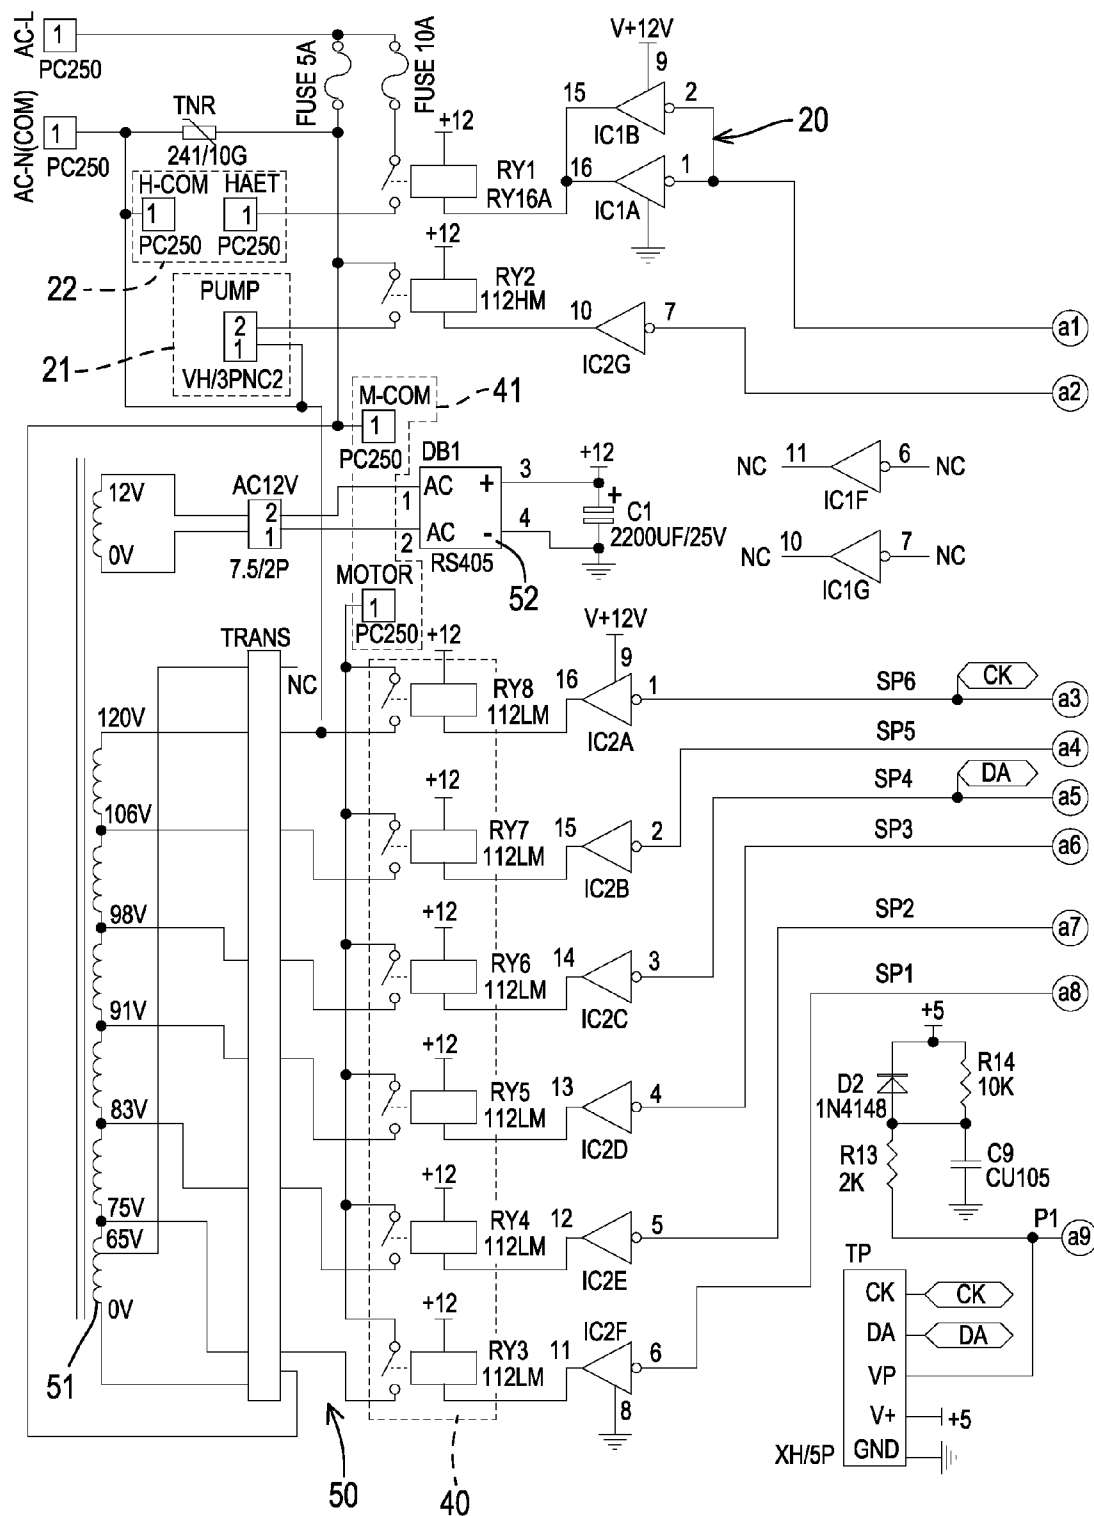 AC-L
1
PC250
AC-N(COM)
1
PC250
TNR
241/10G
FUSE 5A
FUSE 10A
H-COM
HAET
1
1
PC250
PC250
22
PUMP
2
1
VH/3PNC2
21
+12
RY1
RY16A
+12
RY2
112HM
V+12V
9
15
2
IC1B
16
1
IC1A
20
10
7
IC2G
a1
a2
M-COM
1
PC250
41
12V
0V
AC12V
2
1
7.5/2P
DB1
AC
+
1
3
AC
-
2
4
RS405
52
+12
+
C1
2200UF/25V
NC
11
6
NC
IC1F
NC
10
7
NC
IC1G
MOTOR
1
PC250
TRANS
NC
120V
106V
98V
91V
83V
75V
65V
0V
51
50
40
+12
RY8
112LM
V+12V
9
16
1
IC2A
SP6
CK
a3
SP5
a4
+12
RY7
112LM
15
2
IC2B
SP4
DA
a5
SP3
a6
+12
RY6
112LM
14
3
IC2C
SP2
a7
SP1
a8
+12
RY5
112LM
13
4
IC2D
+12
RY4
112LM
12
5
IC2E
+12
RY3
112LM
IC2F
11
6
8
+5
D2
1N4148
R14
10K
R13
2K
C9
CU105
P1
a9
TP
CK
CK
DA
DA
VP
V+
+5
GND
XH/5P